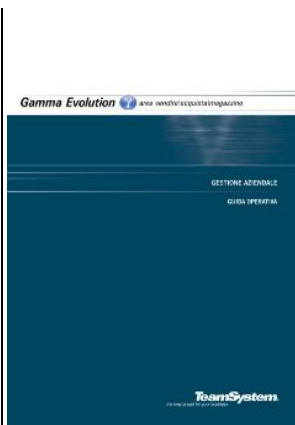 Gamma Evolution area vendite/acquisti/magazzino
GESTIONE AZIENDALE
GUIDA OPERATIVA
TeamSystem